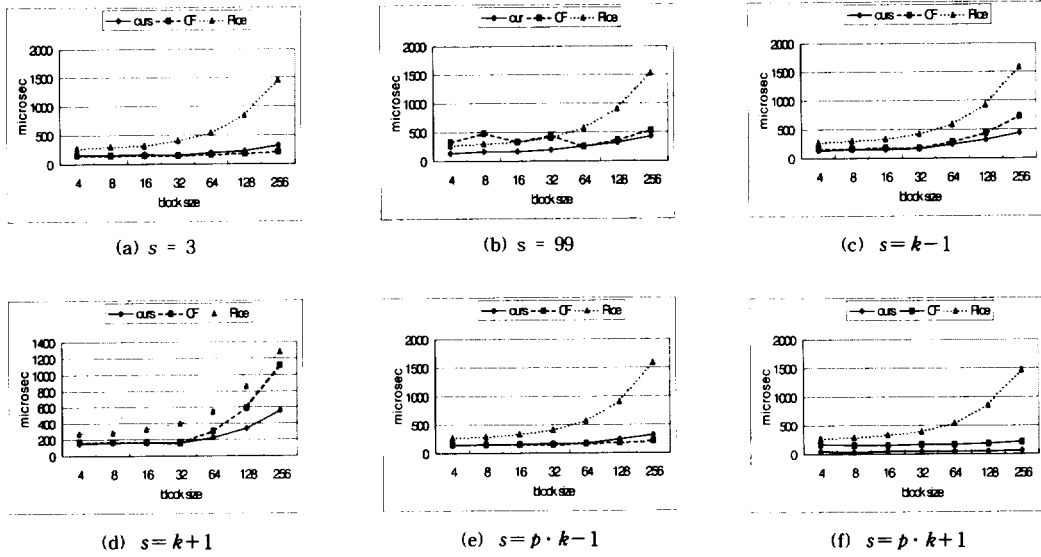 ours CF Rice
2000
1500
1000
500
0
microsec
4 8 16 32 64 128 256
block size
(a) s = 3
our CF Rice
2000
1500
1000
500
0
microsec
4 8 16 32 64 128 256
block size
(b) s = 99
ours CF Rice
2000
1500
1000
500
0
microsec
4 8 16 32 64 128 256
block size
(c) s = k−1
ours CF Rice
1400
1200
1000
800
600
400
200
0
microsec
4 8 16 32 64 128 256
block size
(d) s = k+1
ours CF Rice
2000
1500
1000
500
0
microsec
4 8 16 32 64 128 256
block size
(e) s = p · k−1
ours CF Rice
2000
1500
1000
500
0
microsec
4 8 16 32 64 128 256
block size
(f) s = p · k+1